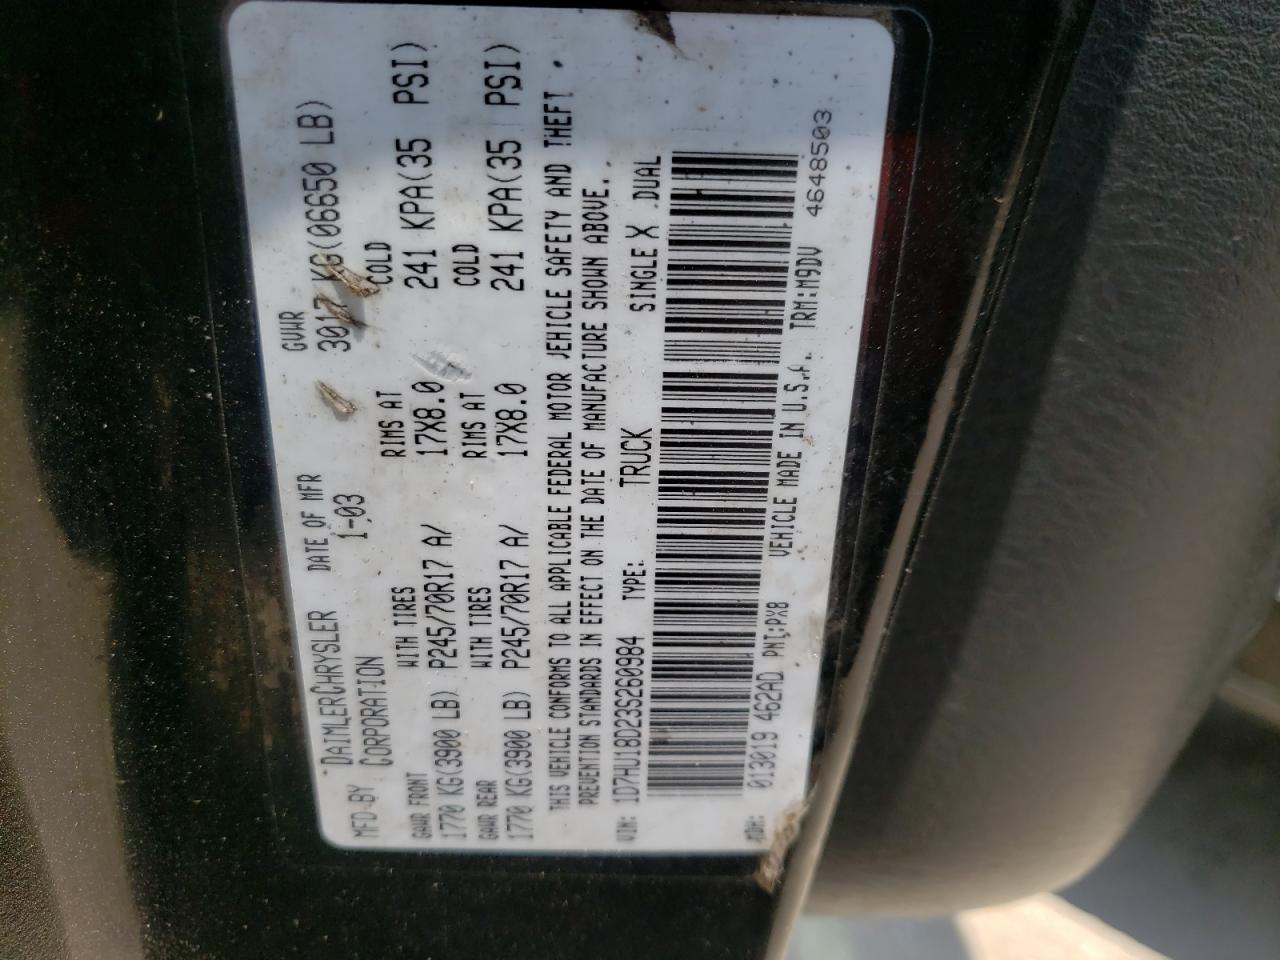 MFD BY DAIMLERCHRYSLER CORPORATION
DATE OF MFR 1-03
GVWR 3017 KG(06650 LB)
GAWR FRONT WITH TIRES RIMS AT COLD
1770 KG(3900 LB) P245/70R17 A/ 17X8.0 241 KPA(35 PSI)
GAWR REAR WITH TIRES RIMS AT COLD
1770 KG(3900 LB) P245/70R17 A/ 17X8.0 241 KPA(35 PSI)
THIS VEHICLE CONFORMS TO ALL APPLICABLE FEDERAL MOTOR VEHICLE SAFETY AND THEFT
PREVENTION STANDARDS IN EFFECT ON THE DATE OF MANUFACTURE SHOWN ABOVE.
VIN: 1D7HU18D23S260984 TYPE: TRUCK SINGLE X DUAL
MDH: 013019 462AD PNT:PX8 VEHICLE MADE IN U.S.A. TRM:M9DV 4648503